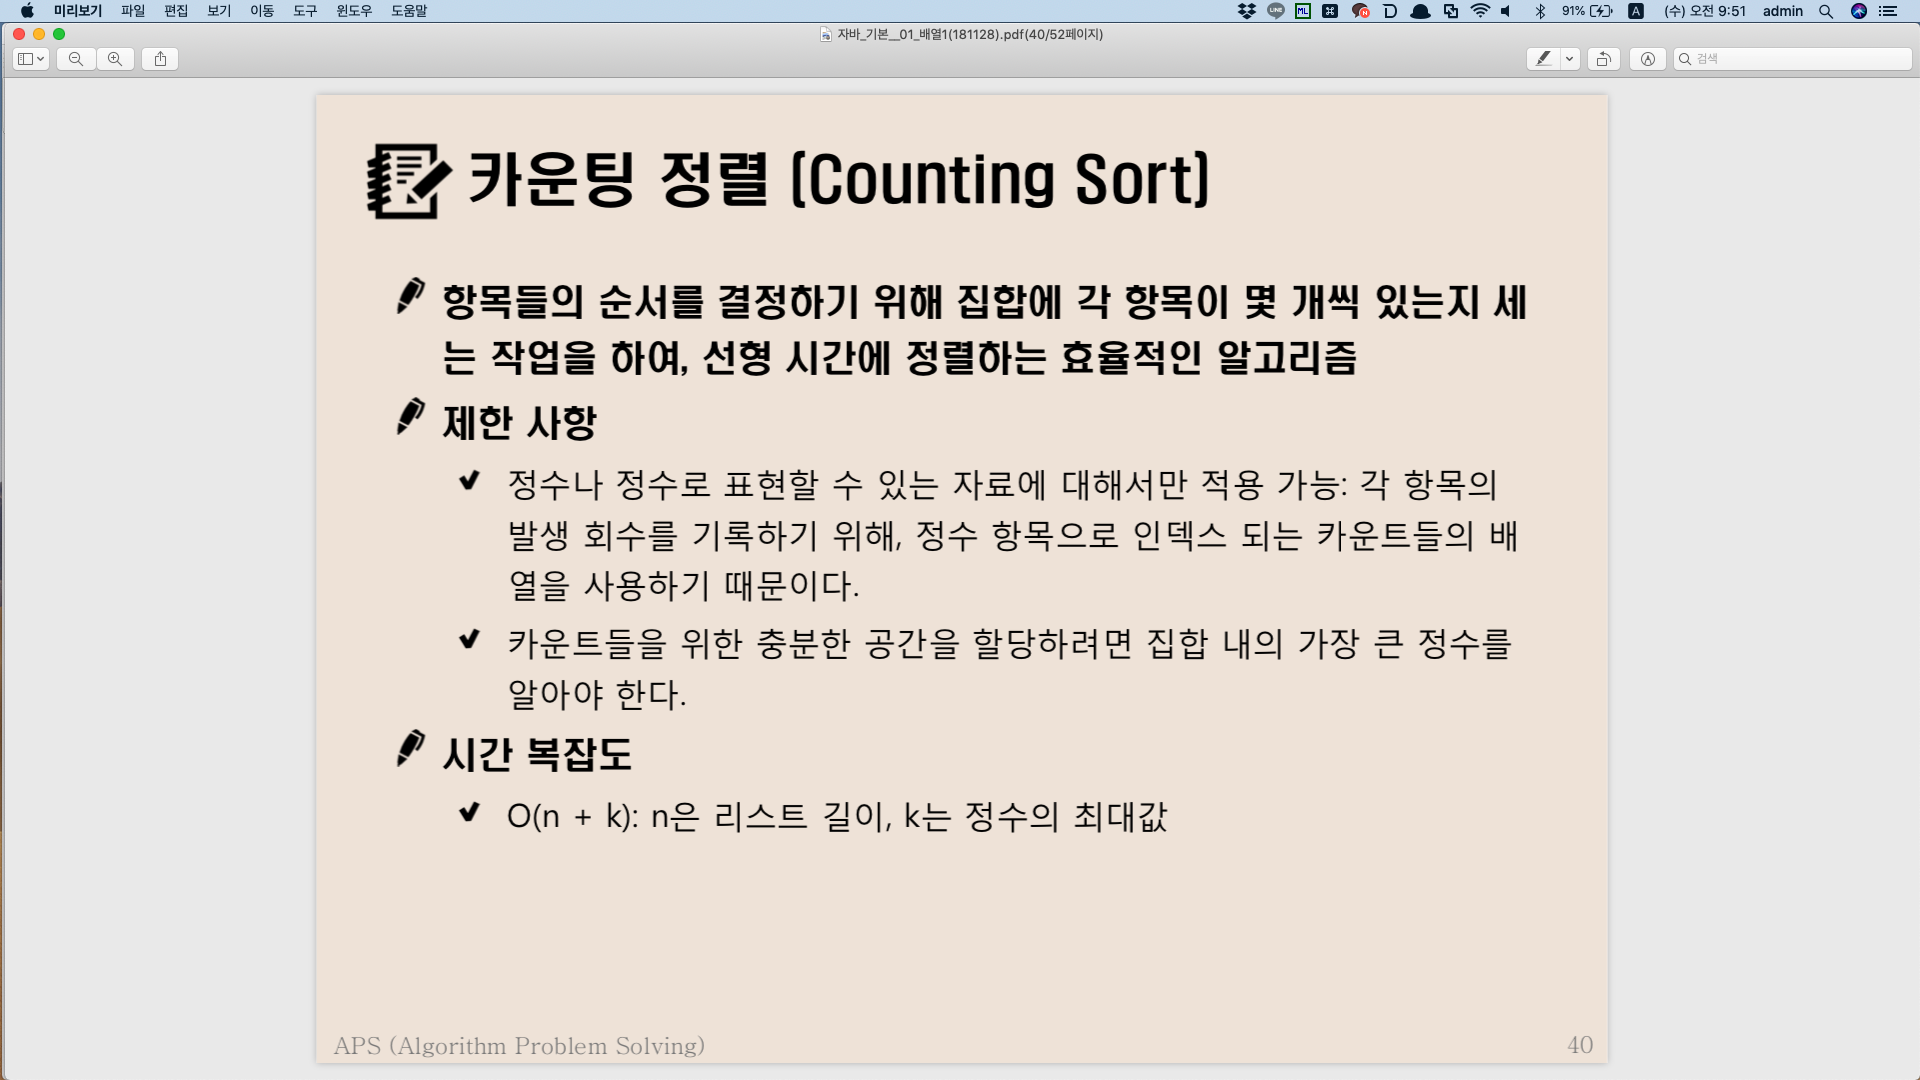 미리보기 파일 편집 보기 이동 도구 윈도우 도움말 LINE ML N 91% A (수) 오전 9:51 admin
자바_기본__01_배열1(181128).pdf(40/52페이지)
검색
카운팅 정렬 (Counting Sort)
항목들의 순서를 결정하기 위해 집합에 각 항목이 몇 개씩 있는지 세
는 작업을 하여, 선형 시간에 정렬하는 효율적인 알고리즘
제한 사항
정수나 정수로 표현할 수 있는 자료에 대해서만 적용 가능: 각 항목의
발생 회수를 기록하기 위해, 정수 항목으로 인덱스 되는 카운트들의 배
열을 사용하기 때문이다.
카운트들을 위한 충분한 공간을 할당하려면 집합 내의 가장 큰 정수를
알아야 한다.
시간 복잡도
O(n + k): n은 리스트 길이, k는 정수의 최대값
APS (Algorithm Problem Solving)
40